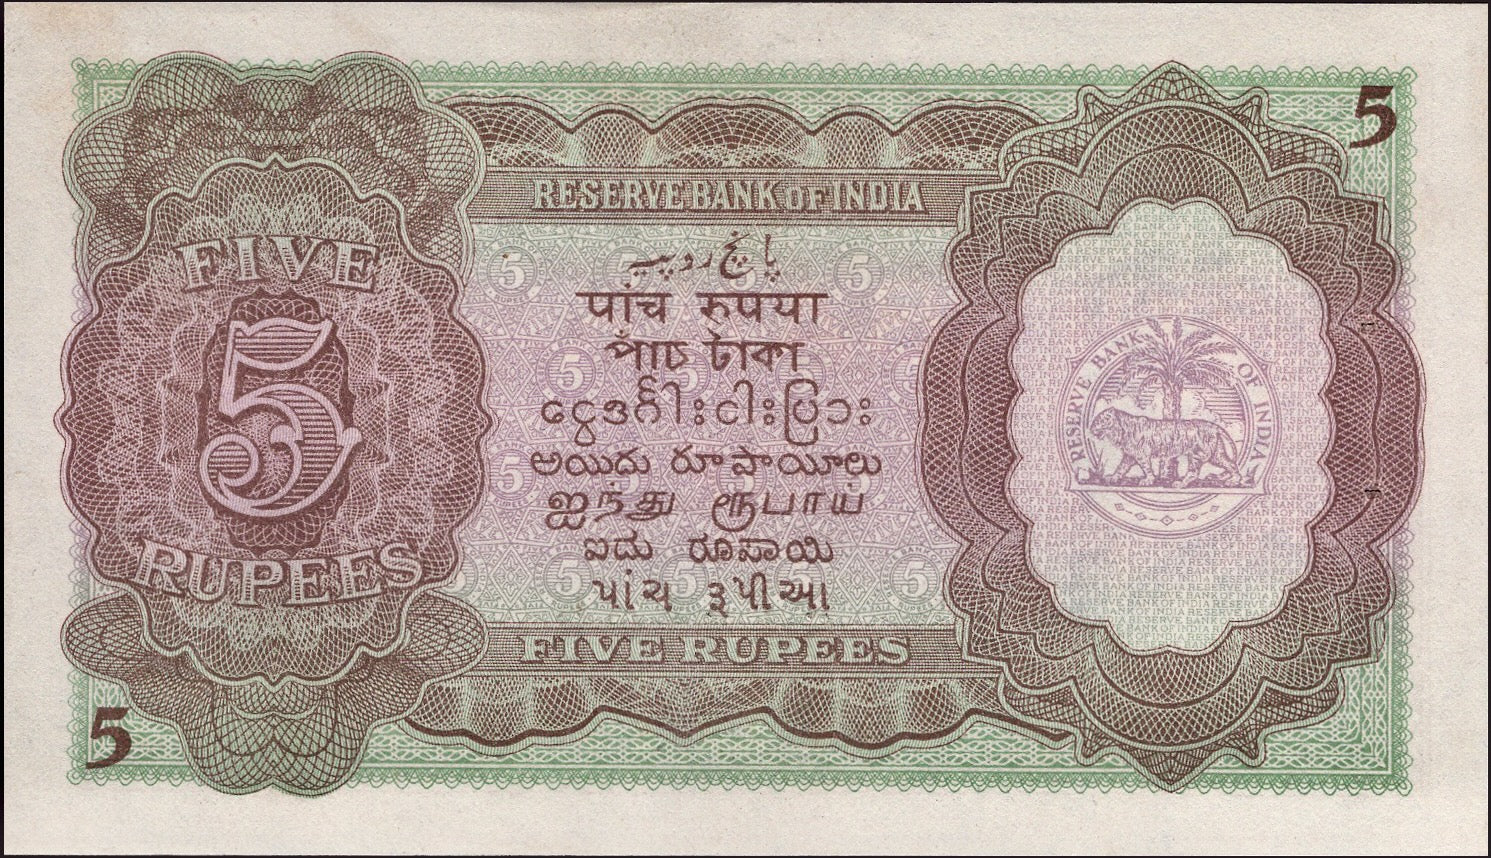 5
RESERVE BANK OF INDIA
FIVE
5
RUPEES
پانچ روپیہ
पांच रुपया
পাঁচ টাকা
ငွေဒင်္ဂါးငါးပြား
అయిదు రూపాయీలు
ஐந்து ரூபாய்
ಐದು ರೂಪಾಯಿ
પાંચ રૂપીઆ
RESERVE BANK OF INDIA
FIVE RUPEES
5